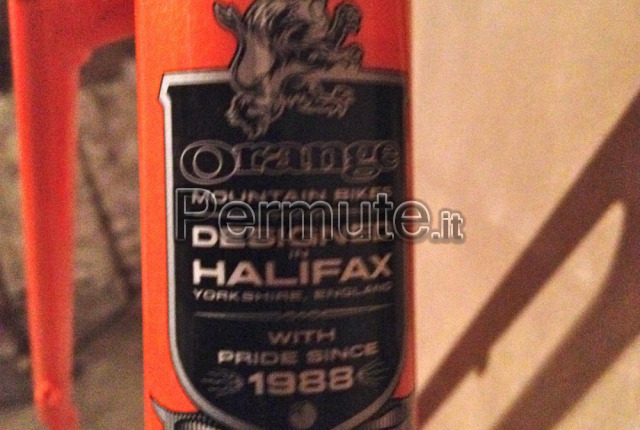 Orange
MOUNTAIN BIKES
Permute.it
DESIGNED
IN
HALIFAX
YORKSHIRE, ENGLAND
WITH
PRIDE SINCE
1988